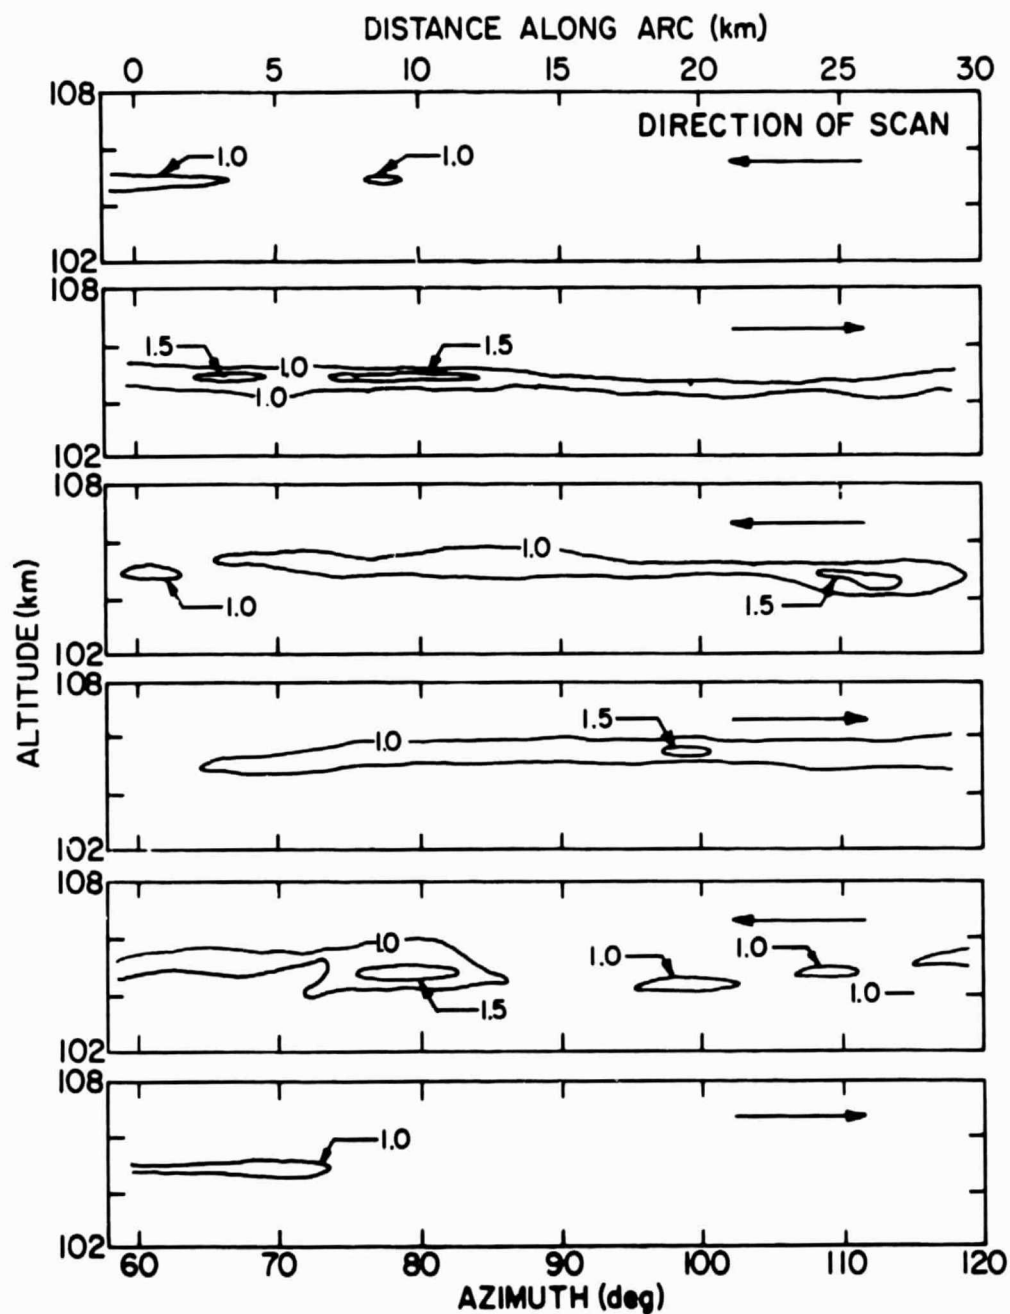 DISTANCE ALONG ARC (km)
0 5 10 15 20 25 30
108
DIRECTION OF SCAN
1.0 1.0
102
108
1.5 1.0 1.5
1.0
102
108
1.0
1.0 1.5
102
108
1.5
1.0
102
108
1.0 1.0 1.0
1.5 1.0
102
108
1.0
102
60 70 80 90 100 110 120
AZIMUTH (deg)
ALTITUDE (km)